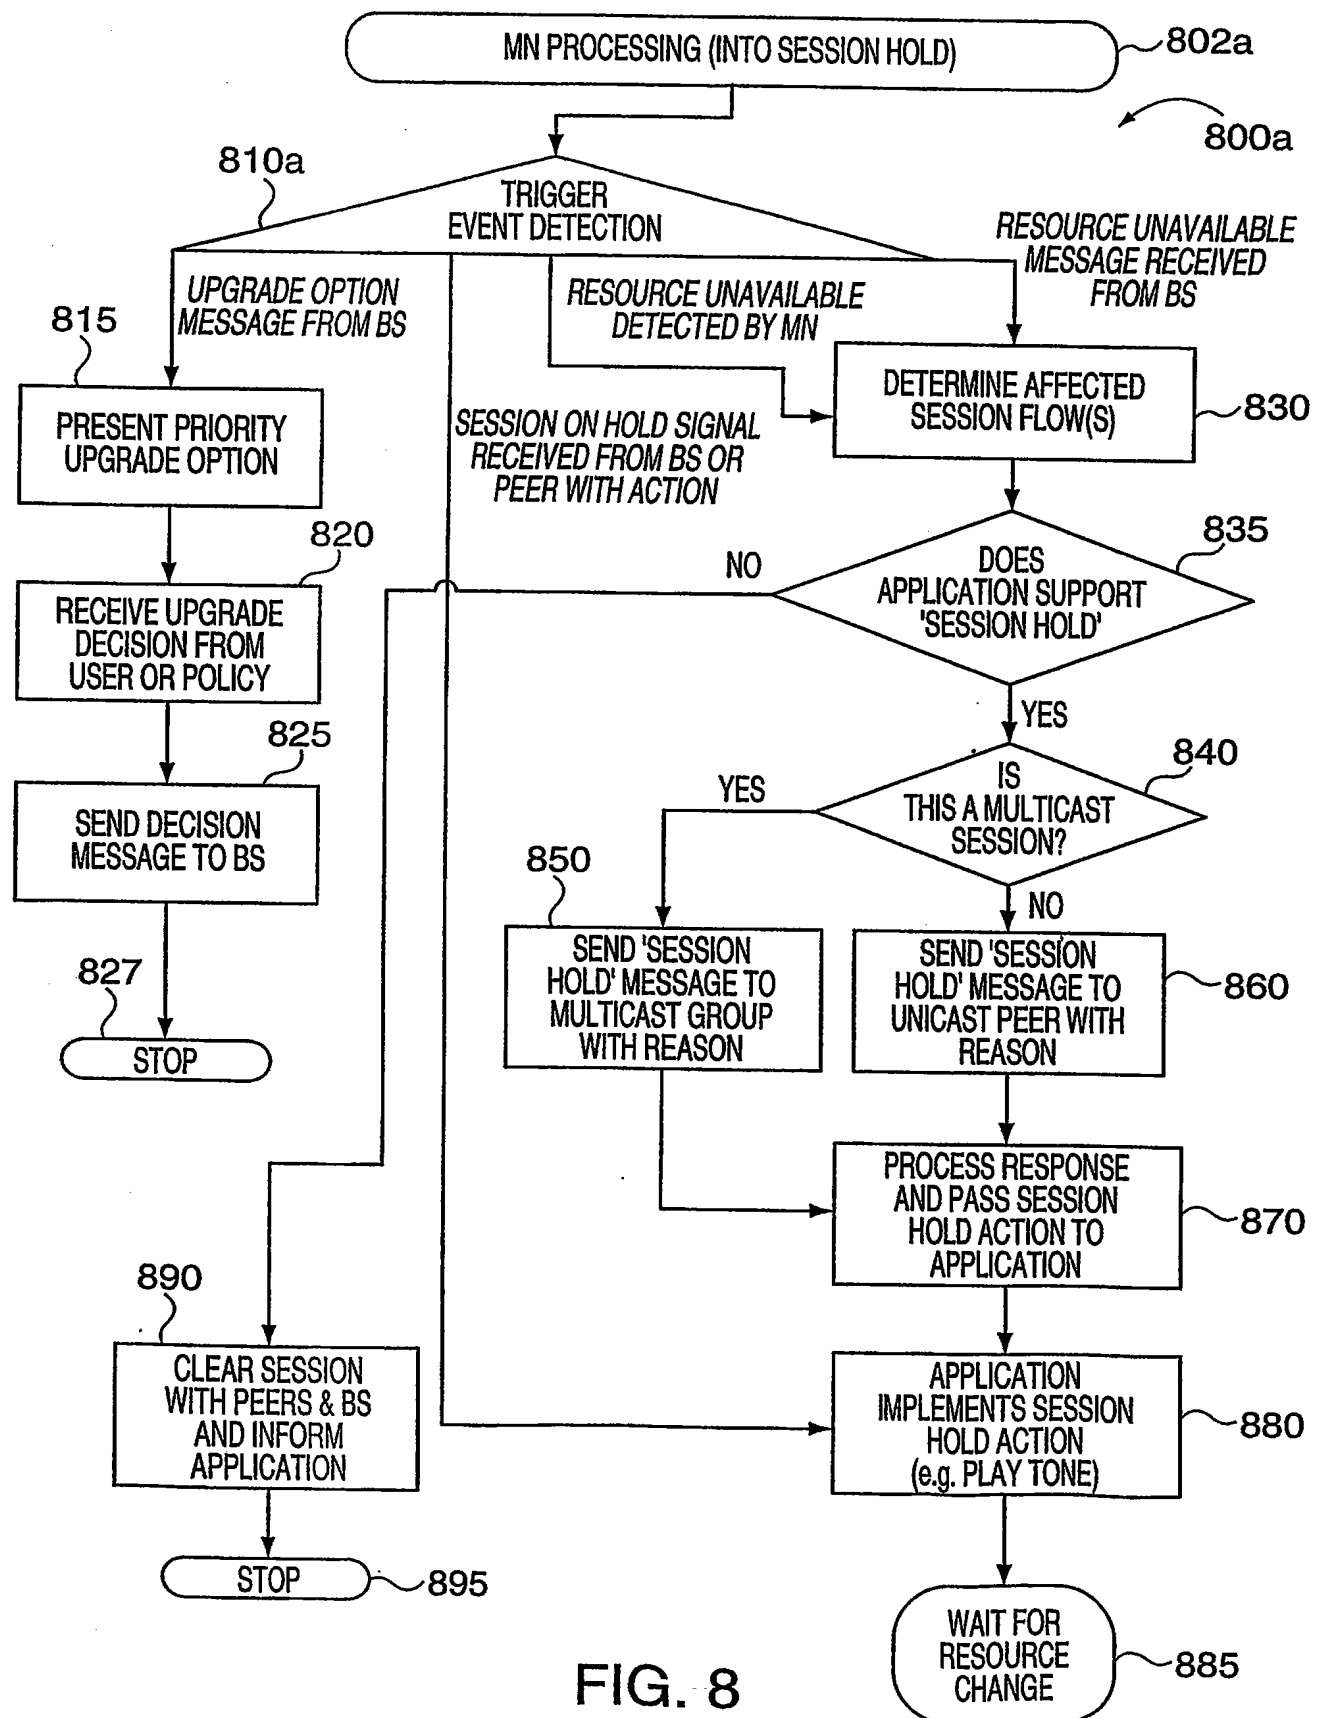 MN PROCESSING (INTO SESSION HOLD)
802a
800a
810a
TRIGGER
EVENT DETECTION
UPGRADE OPTION
MESSAGE FROM BS
RESOURCE UNAVAILABLE
DETECTED BY MN
RESOURCE UNAVAILABLE
MESSAGE RECEIVED
FROM BS
SESSION ON HOLD SIGNAL
RECEIVED FROM BS OR
PEER WITH ACTION
815
PRESENT PRIORITY
UPGRADE OPTION
820
RECEIVE UPGRADE
DECISION FROM
USER OR POLICY
825
SEND DECISION
MESSAGE TO BS
827
STOP
DETERMINE AFFECTED
SESSION FLOW(S)
830
835
DOES
APPLICATION SUPPORT
'SESSION HOLD'
NO
YES
840
IS
THIS A MULTICAST
SESSION?
YES
NO
850
SEND 'SESSION
HOLD' MESSAGE TO
MULTICAST GROUP
WITH REASON
SEND 'SESSION
HOLD' MESSAGE TO
UNICAST PEER WITH
REASON
860
PROCESS RESPONSE
AND PASS SESSION
HOLD ACTION TO
APPLICATION
870
890
CLEAR SESSION
WITH PEERS & BS
AND INFORM
APPLICATION
STOP
895
APPLICATION
IMPLEMENTS SESSION
HOLD ACTION
(e.g. PLAY TONE)
880
WAIT FOR
RESOURCE
CHANGE
885
FIG. 8